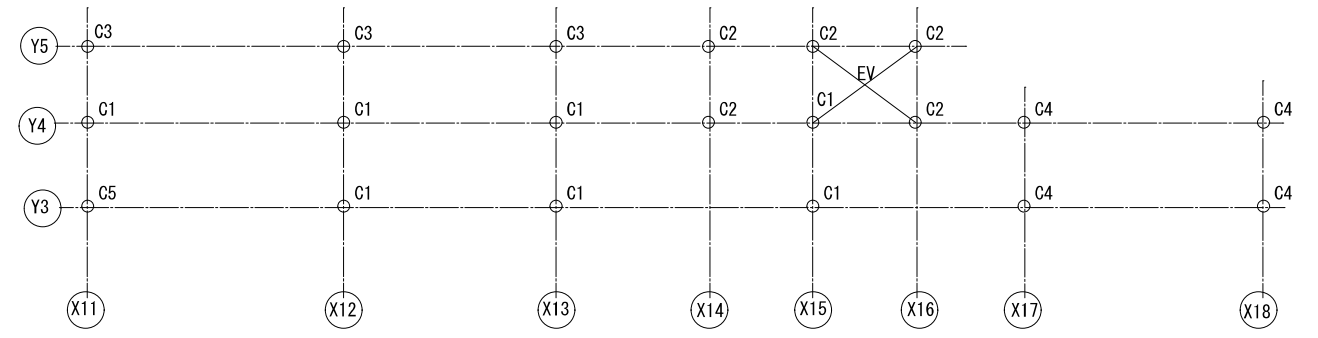 C3 C3 C3 C2 C2 C2
Y5
EV
C1 C1 C1 C2 C1 C2 C4 C4
Y4
C5 C1 C1 C1 C4 C4
Y3
X11 X12 X13 X14 X15 X16 X17 X18